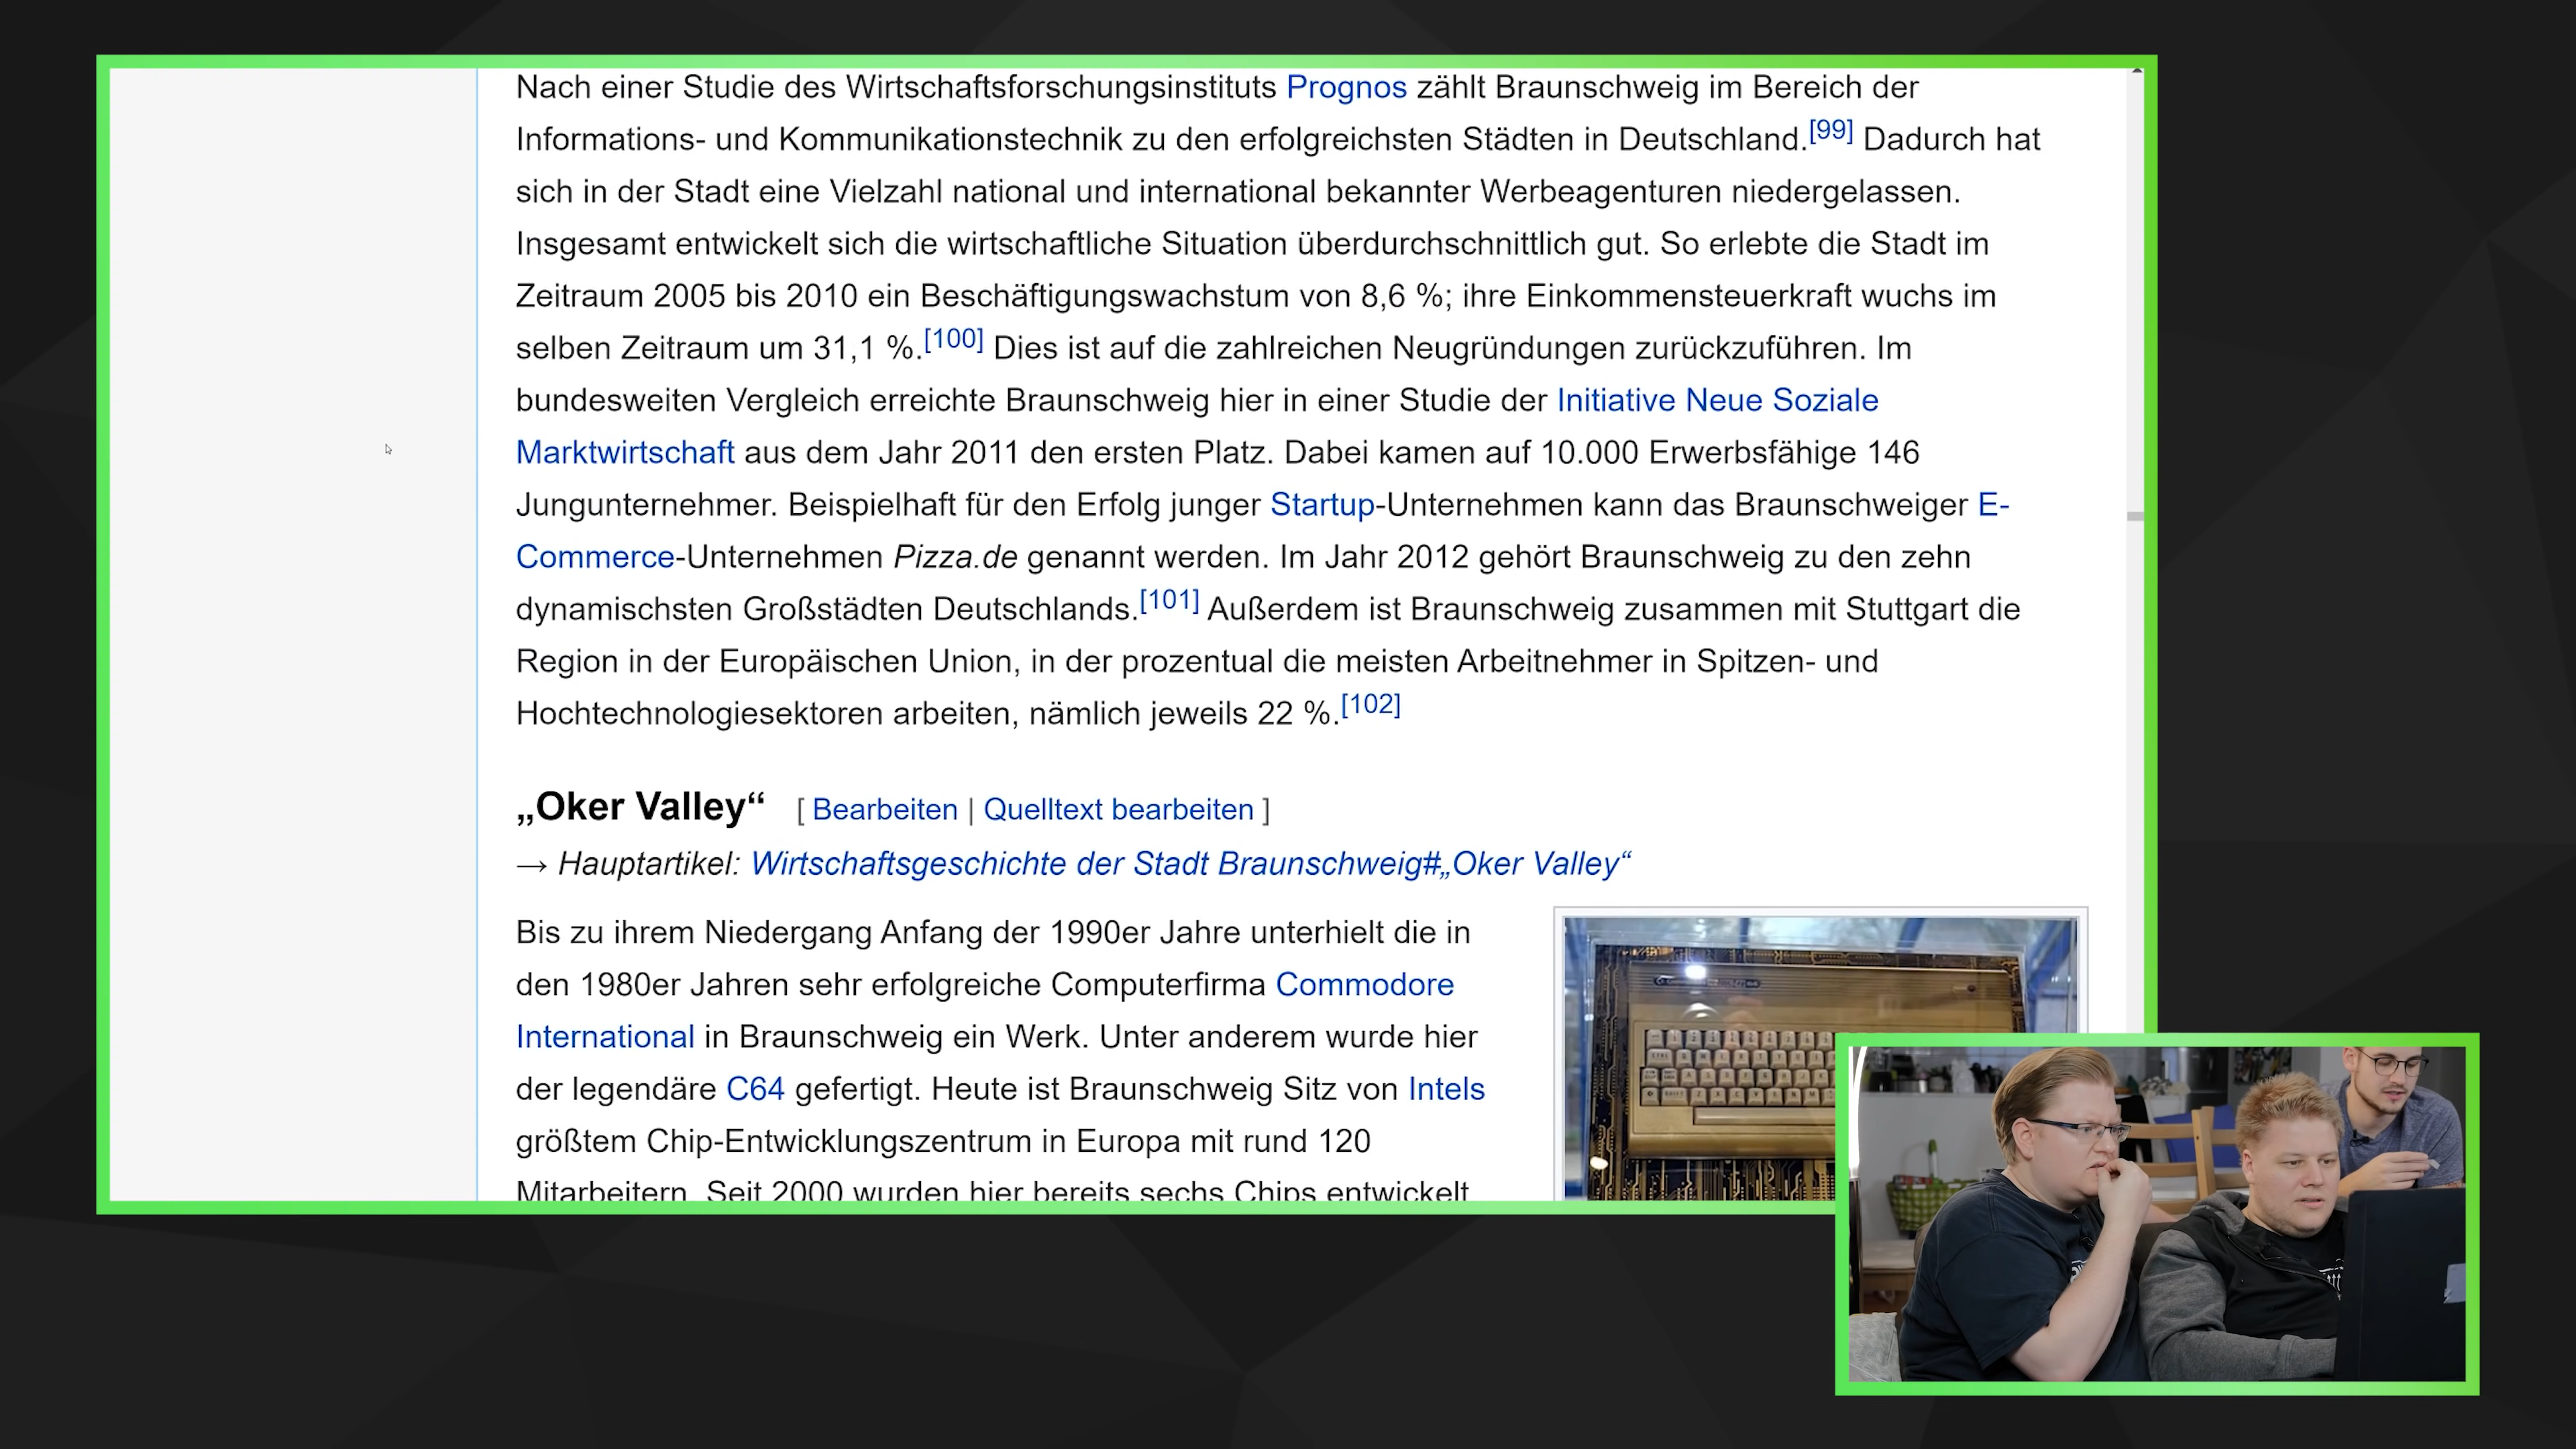 Nach einer Studie des Wirtschaftsforschungsinstituts Prognos zählt Braunschweig im Bereich der
Informations- und Kommunikationstechnik zu den erfolgreichsten Städten in Deutschland.[99] Dadurch hat
sich in der Stadt eine Vielzahl national und international bekannter Werbeagenturen niedergelassen.
Insgesamt entwickelt sich die wirtschaftliche Situation überdurchschnittlich gut. So erlebte die Stadt im
Zeitraum 2005 bis 2010 ein Beschäftigungswachstum von 8,6 %; ihre Einkommensteuerkraft wuchs im
selben Zeitraum um 31,1 %.[100] Dies ist auf die zahlreichen Neugründungen zurückzuführen. Im
bundesweiten Vergleich erreichte Braunschweig hier in einer Studie der Initiative Neue Soziale
Marktwirtschaft aus dem Jahr 2011 den ersten Platz. Dabei kamen auf 10.000 Erwerbsfähige 146
Jungunternehmer. Beispielhaft für den Erfolg junger Startup-Unternehmen kann das Braunschweiger E-
Commerce-Unternehmen Pizza.de genannt werden. Im Jahr 2012 gehört Braunschweig zu den zehn
dynamischsten Großstädten Deutschlands.[101] Außerdem ist Braunschweig zusammen mit Stuttgart die
Region in der Europäischen Union, in der prozentual die meisten Arbeitnehmer in Spitzen- und
Hochtechnologiesektoren arbeiten, nämlich jeweils 22 %.[102]
„Oker Valley“ [ Bearbeiten | Quelltext bearbeiten ]
→ Hauptartikel: Wirtschaftsgeschichte der Stadt Braunschweig#„Oker Valley“
Bis zu ihrem Niedergang Anfang der 1990er Jahre unterhielt die in
den 1980er Jahren sehr erfolgreiche Computerfirma Commodore
International in Braunschweig ein Werk. Unter anderem wurde hier
der legendäre C64 gefertigt. Heute ist Braunschweig Sitz von Intels
größtem Chip-Entwicklungszentrum in Europa mit rund 120
Mitarbeitern. Seit 2000 wurden hier bereits sechs Chips entwickelt